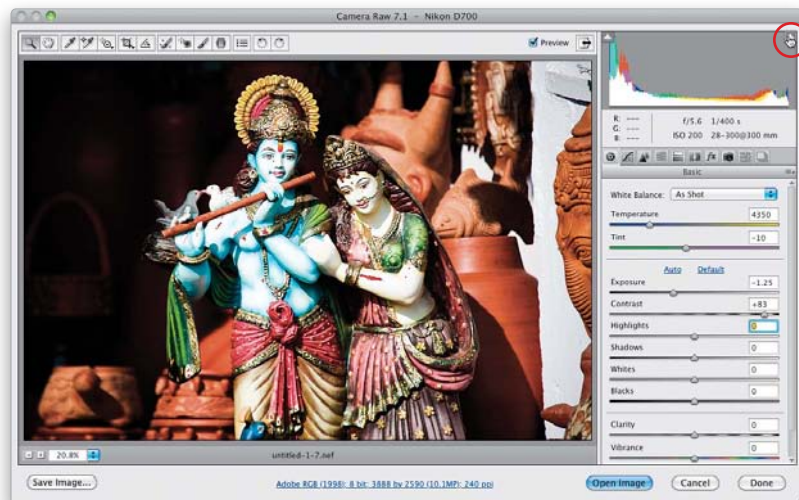 Camera Raw 7.1 - Nikon D700
Preview
R: ---
G: ---
B: ---
f/5.6 1/400 s
ISO 200 28-300@300 mm
Basic
White Balance: As Shot
Temperature 4350
Tint -10
Auto Default
Exposure -1.25
Contrast +83
Highlights 0
Shadows 0
Whites 0
Blacks 0
Clarity 0
Vibrance 0
20.8%
untitled-1-7.nef
Save Image...
Adobe RGB (1998); 8 bit; 3888 by 2590 (10.1MP); 240 ppi
Open Image
Cancel
Done